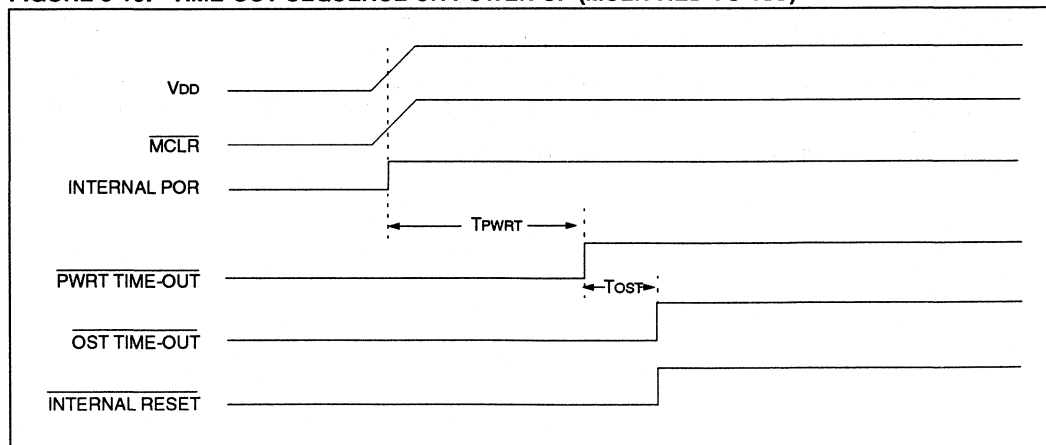 VDD
MCLR
INTERNAL POR
TPWRT
PWRT TIME-OUT
TOST
OST TIME-OUT
INTERNAL RESET